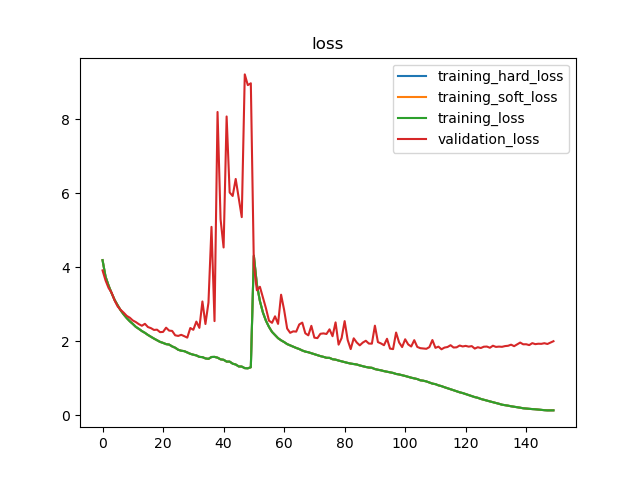 loss
training_hard_loss
training_soft_loss
training_loss
validation_loss
8
6
4
2
0
0 20 40 60 80 100 120 140